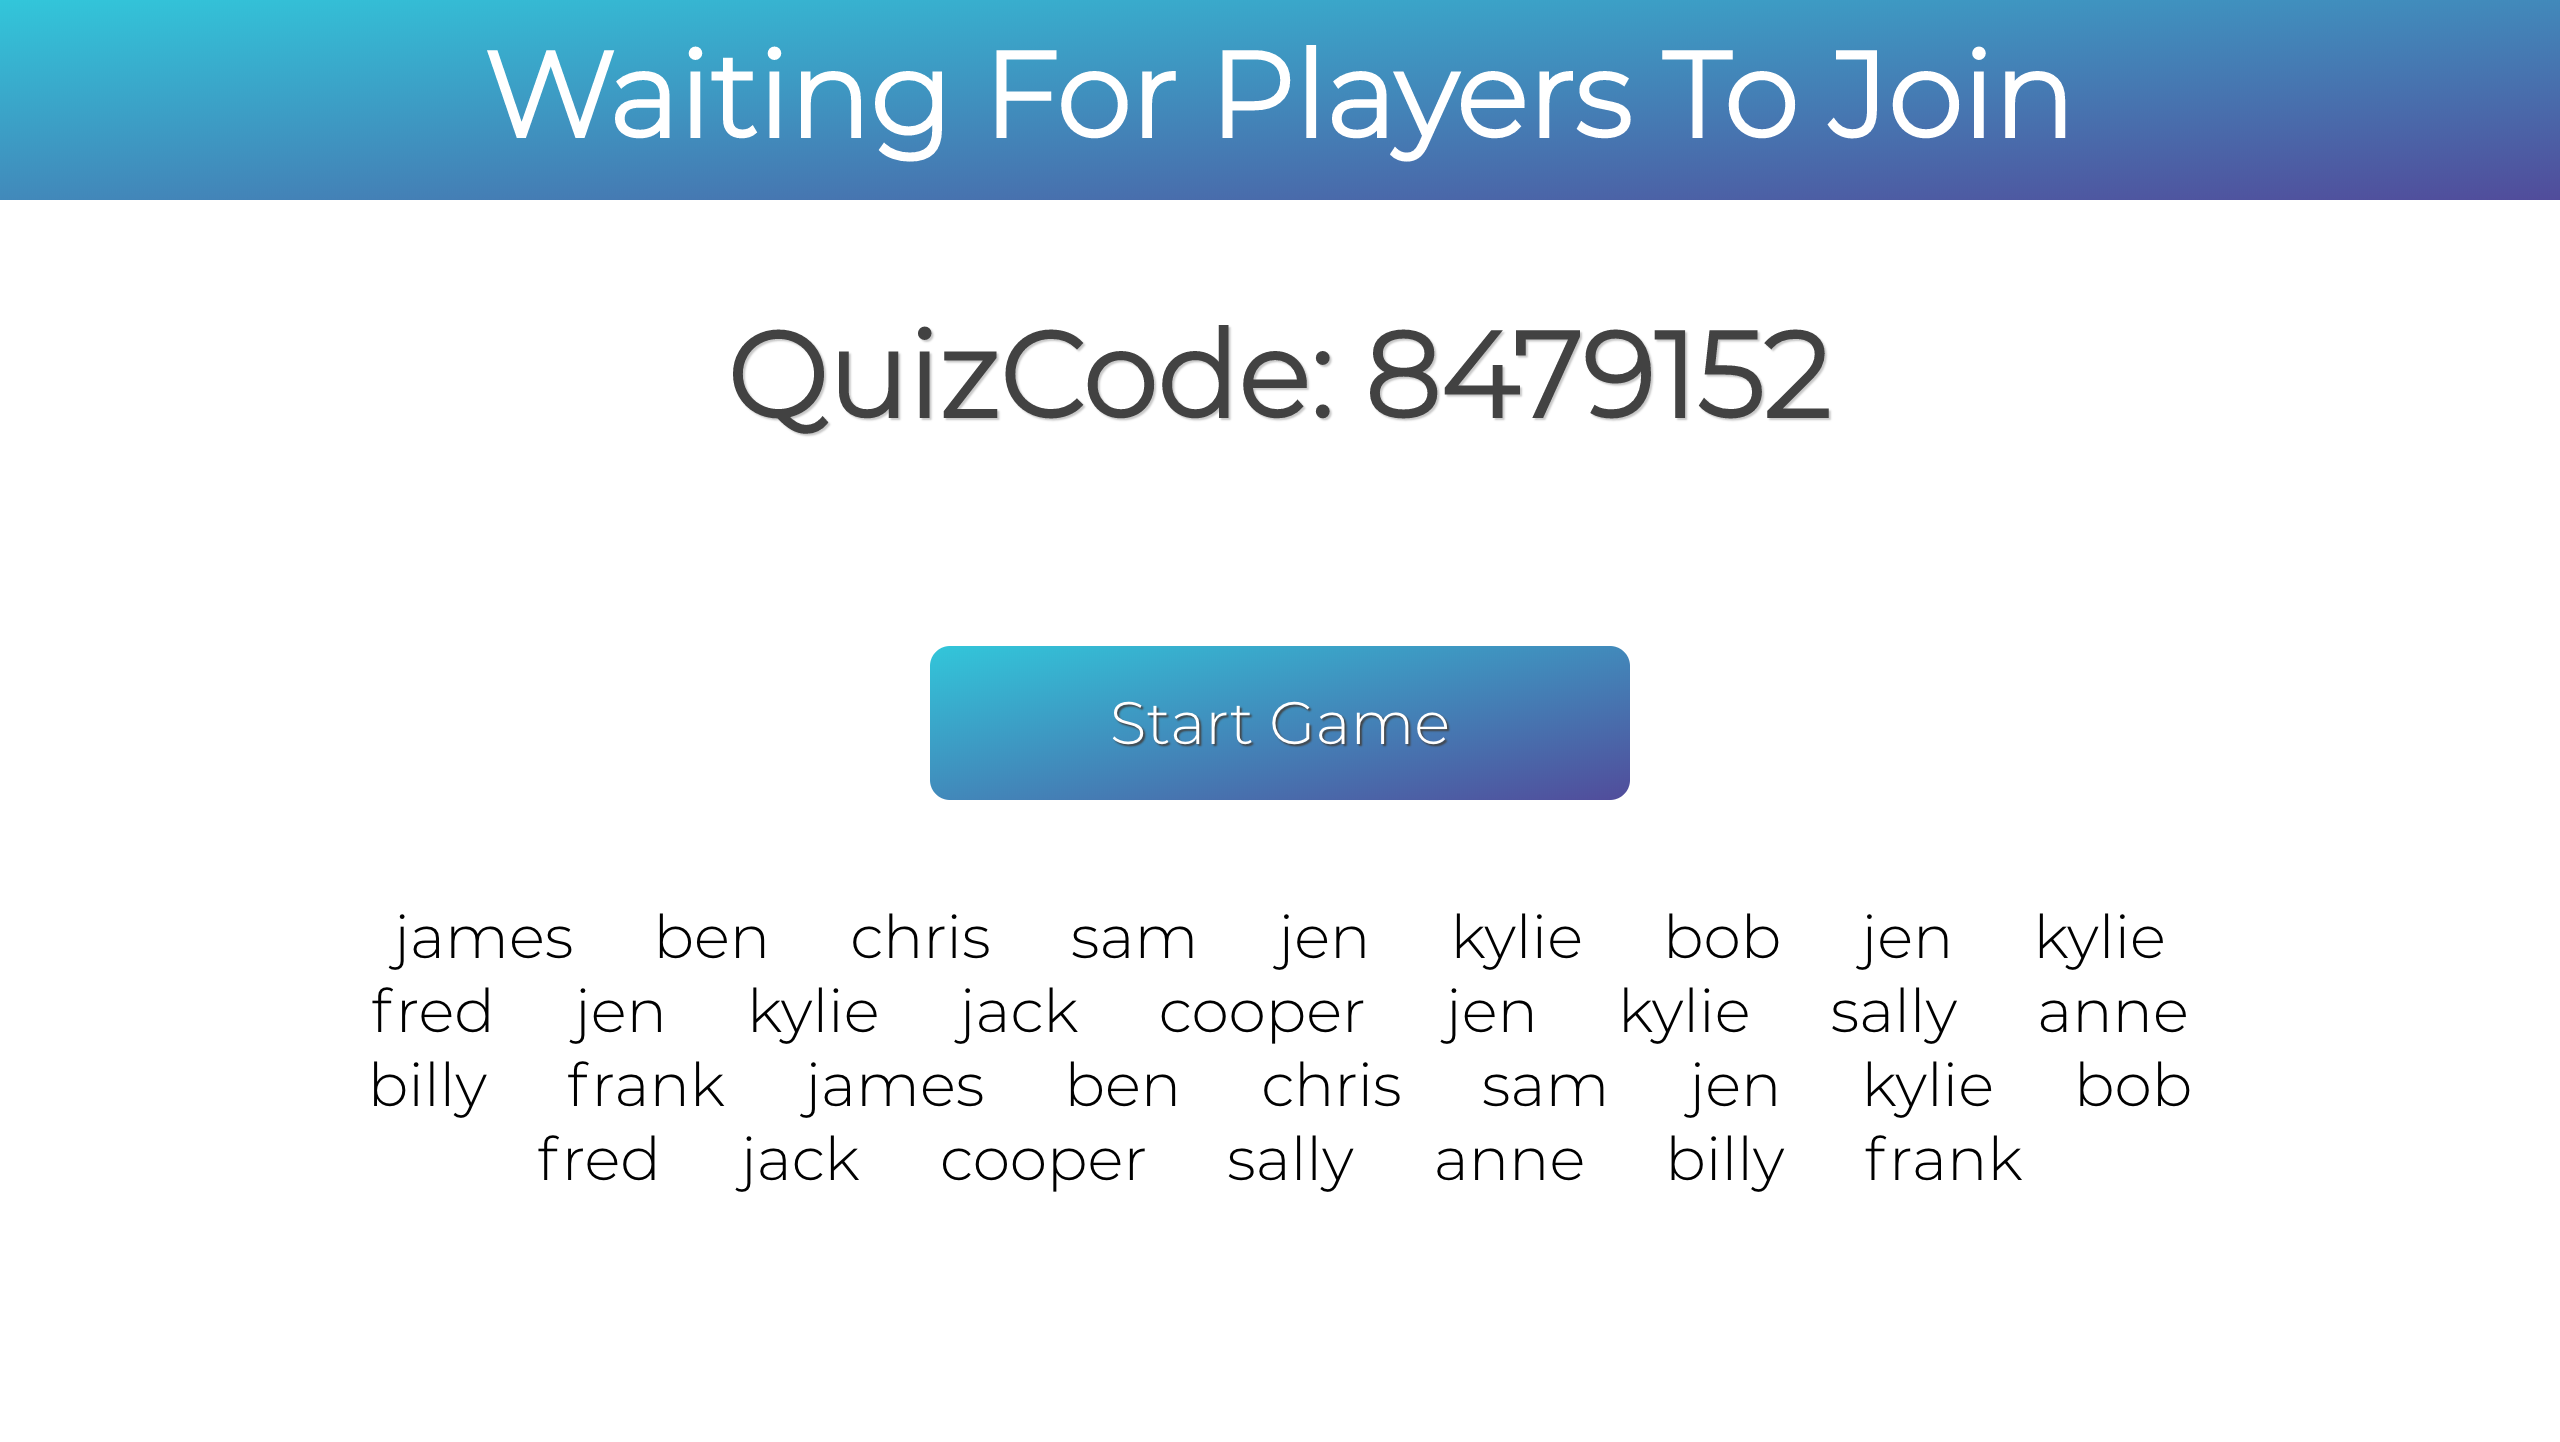 Waiting For Players To Join
QuizCode: 8479152
Start Game
james ben chris sam jen kylie bob jen kylie
fred jen kylie jack cooper jen kylie sally anne
billy frank james ben chris sam jen kylie bob
fred jack cooper sally anne billy frank